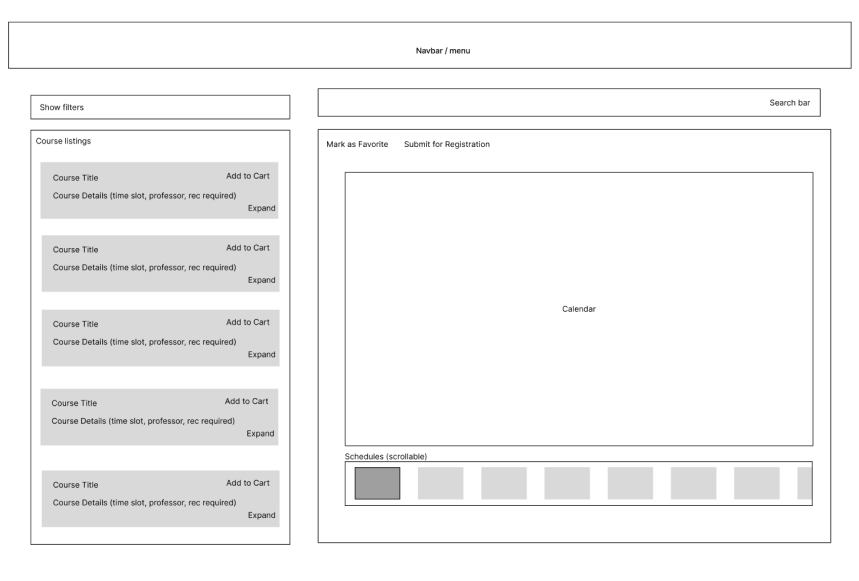 Navbar / menu
Show filters
Search bar
Course listings
Course Title
Add to Cart
Course Details (time slot, professor, rec required)
Expand
Course Title
Add to Cart
Course Details (time slot, professor, rec required)
Expand
Course Title
Add to Cart
Course Details (time slot, professor, rec required)
Expand
Course Title
Add to Cart
Course Details (time slot, professor, rec required)
Expand
Course Title
Add to Cart
Course Details (time slot, professor, rec required)
Expand
Mark as Favorite
Submit for Registration
Calendar
Schedules (scrollable)